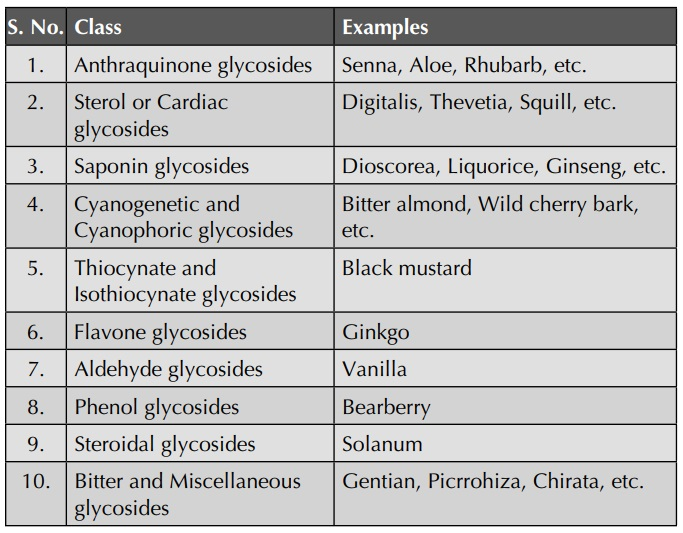 S. No. Class Examples
1. Anthraquinone glycosides Senna, Aloe, Rhubarb, etc.
2. Sterol or Cardiac Digitalis, Thevetia, Squill, etc.
glycosides
3. Saponin glycosides Dioscorea, Liquorice, Ginseng, etc.
4. Cyanogenetic and Bitter almond, Wild cherry bark,
Cyanophoric glycosides etc.
5. Thiocynate and Black mustard
Isothiocynate glycosides
6. Flavone glycosides Ginkgo
7. Aldehyde glycosides Vanilla
8. Phenol glycosides Bearberry
9. Steroidal glycosides Solanum
10. Bitter and Miscellaneous Gentian, Picrrohiza, Chirata, etc.
glycosides